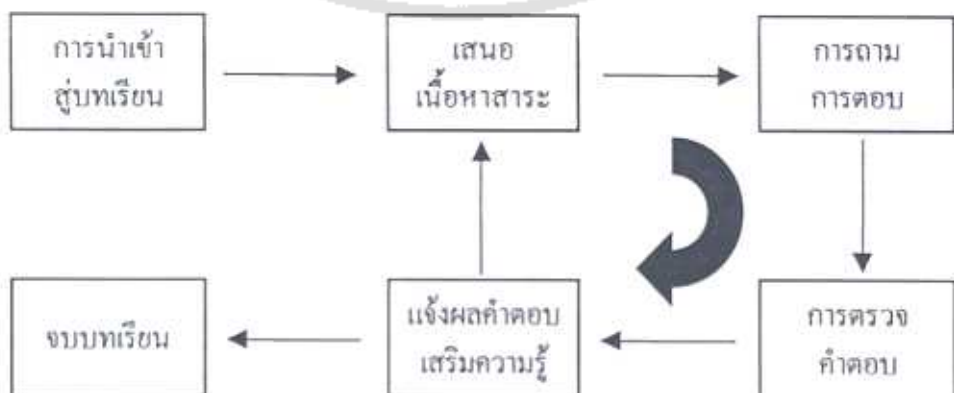 การนำเข้า
สู่บทเรียน
เสนอ
เนื้อหาสาระ
การถาม
การตอบ
จบบทเรียน
แจ้งผลคำตอบ
เสริมความรู้
การตรวจ
คำตอบ